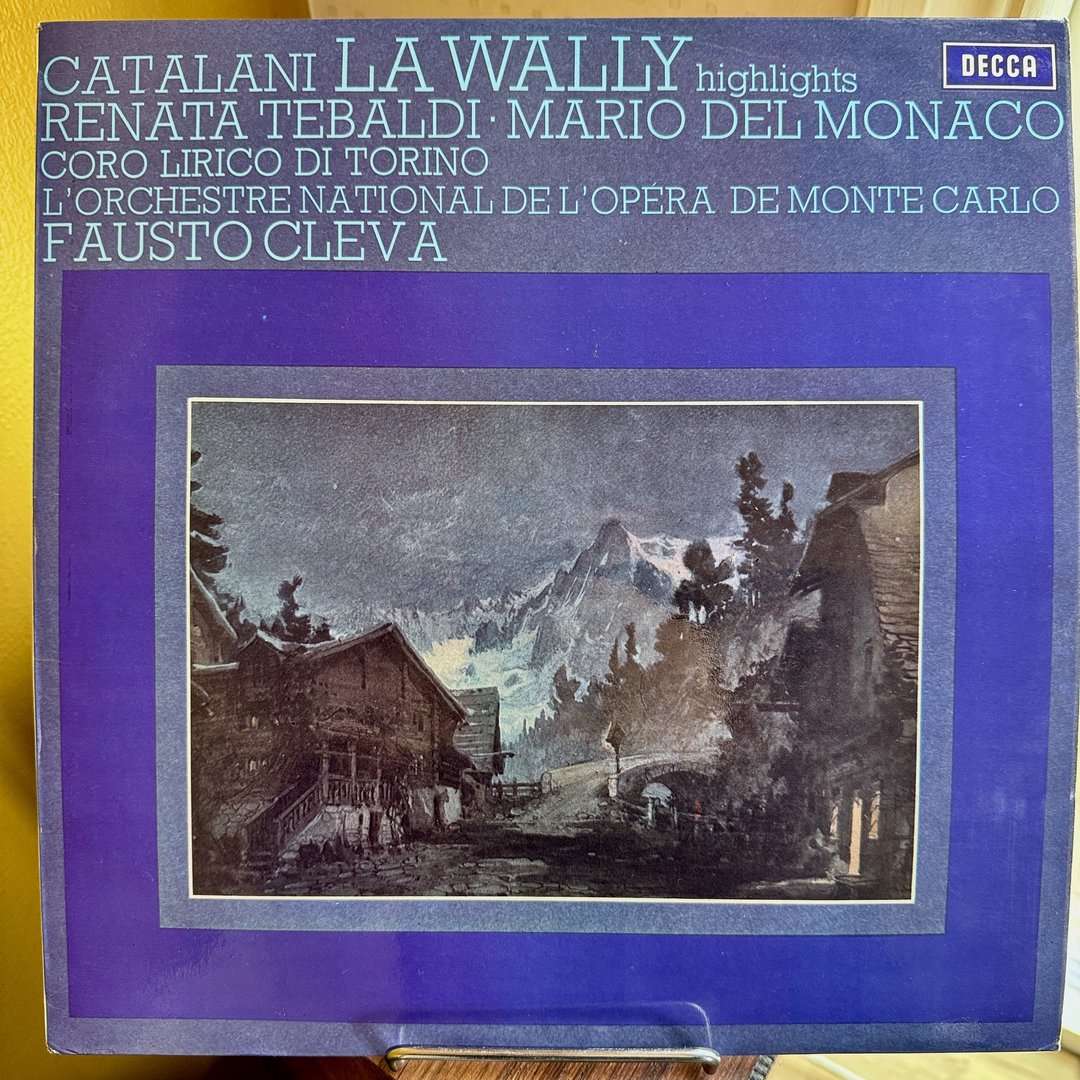 CATALANI LA WALLY highlights
DECCA
RENATA TEBALDI · MARIO DEL MONACO
CORO LIRICO DI TORINO
L'ORCHESTRE NATIONAL DE L'OPÉRA DE MONTE CARLO
FAUSTO CLEVA